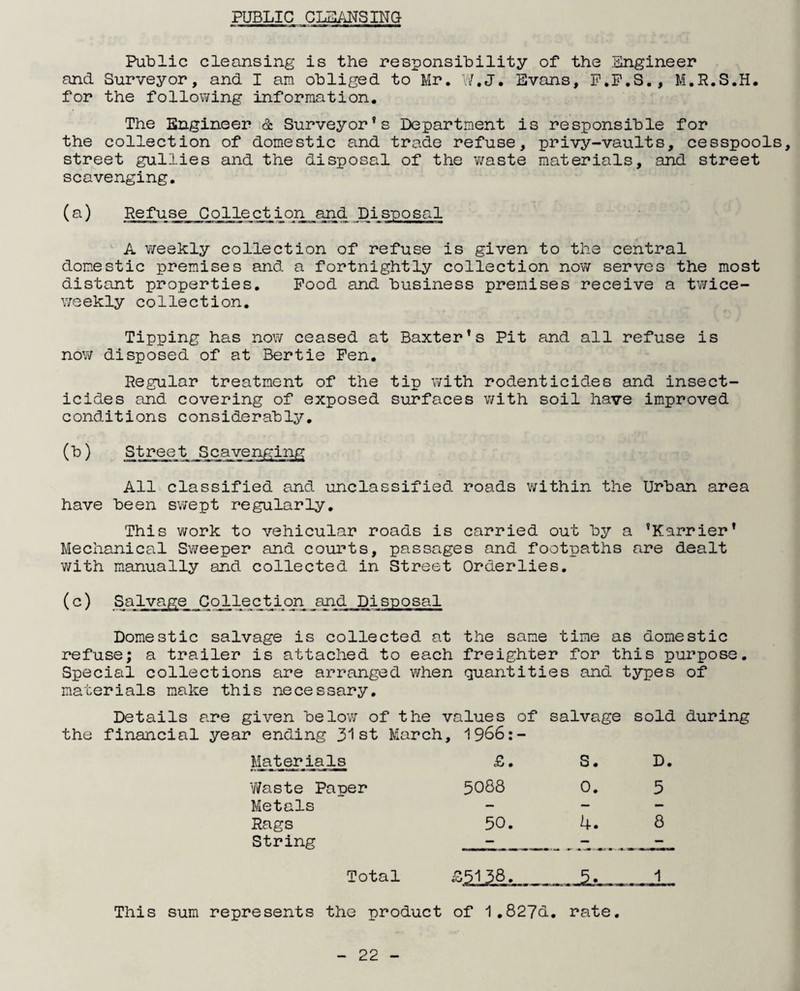 PUBLIC CLEANSING
Public cleansing is the responsibility of the Engineer
and Surveyor, and I am obliged to Mr. W.J. Evans, F.F.S., M.R.S.H.
for the following information.
The Engineer & Surveyor's Department is responsible for
the collection of domestic and trade refuse, privy-vaults, cesspools,
street gullies and the disposal of the waste materials, and street
scavenging.
(a) Refuse Collection and Disposal
A weekly collection of refuse is given to the central
domestic premises and a fortnightly collection now serves the most
distant properties. Food and business premises receive a twice-
weekly collection.
Tipping has now ceased at Baxter's Pit and all refuse is
now disposed of at Bertie Fen.
Regular treatment of the tip with rodenticides and insect-
icides and covering of exposed surfaces with soil have improved
conditions considerably.
(b) Street Scavenging
All classified and unclassified roads within the Urban area
have been swept regularly.
This work to vehicular roads is carried out by a 'Karrier'
Mechanical Sweeper and courts, passages and footpaths are dealt
with manually and collected in Street Orderlies.
(c) Salvage Collection and Disposal
Domestic salvage is collected at the same time as domestic
refuse; a trailer is attached to each freighter for this purpose.
Special collections are arranged when quantities and types of
materials make this necessary.
Details are given below of the values of salvage sold during
the financial year ending 31st March, 1966:-
Materials £. S. D.
Waste Paper 5088 0. 5
Metals - - -
Rags 50. 4. 8
String - - -
Total £5138. 5. 1
This sum represents the product of 1.827d. rate.
- 22 -